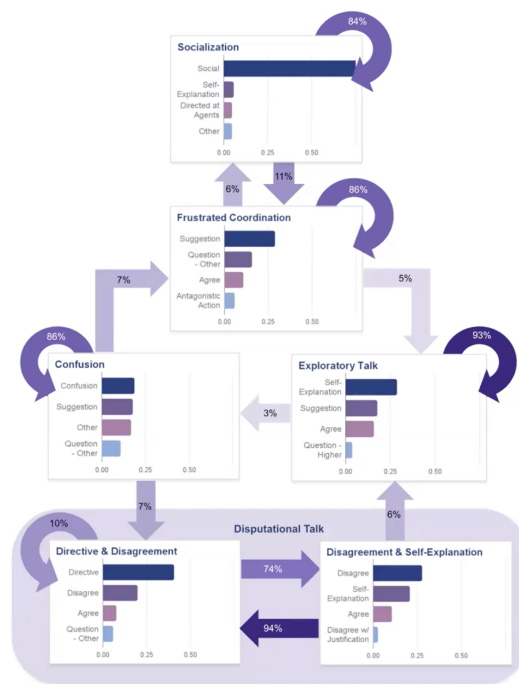 84%
Socialization
Social
Self-
Explanation
Directed at
Agents
Other
0.00 0.25 0.50
6%
11%
86%
Frustrated Coordination
Suggestion
Question
- Other
Agree
Antagonistic
Action
0.00 0.25 0.50
7%
5%
86%
Confusion
Confusion
Suggestion
Other
Question
- Other
0.00 0.25 0.50
3%
93%
Exploratory Talk
Self-
Explanation
Suggestion
Agree
Question -
Higher
0.00 0.25 0.50
7%
6%
Disputational Talk
10%
Directive & Disagreement
Directive
Disagree
Agree
Question
- Other
0.00 0.25 0.50
74%
94%
Disagreement & Self-Explanation
Disagree
Self-
Explanation
Agree
Disagree w/
Justification
0.00 0.25 0.50